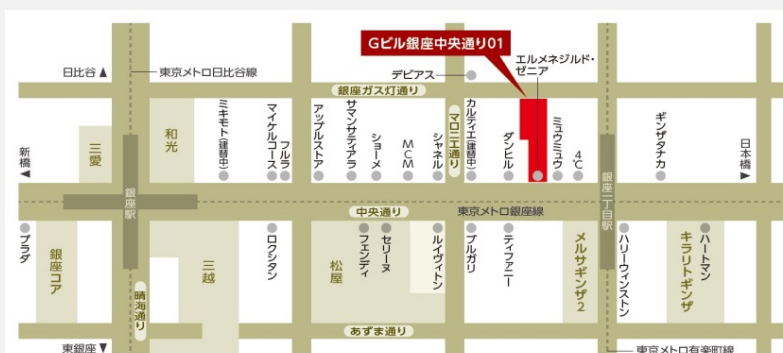 Gビル銀座中央通り01
エルメネジルド・
ゼニア
日比谷▲
東京メトロ日比谷線
デビアス
銀座ガス灯通り
新橋
三愛
和光
ミキモト(建替中)
マイケルコース
フルラ
アップルストア
サマンサティアラ
ショーメ
MCM
シャネル
マロニエ通り
カルティエ(建替中)
ダンヒル
ミュウミュウ
4℃
ギンザタナカ
日本橋
銀座駅
中央通り
東京メトロ銀座線
銀座一丁目駅
プラダ
銀座コア
晴海通り
三越
ロクシタン
松屋
フェンディ
セリーヌ
ルイヴィトン
ブルガリ
ティファニー
メルサギンザ2
ハリーウィンストン
キラリトギンザ
ハートマン
あずま通り
東銀座▼
東京メトロ有楽町線